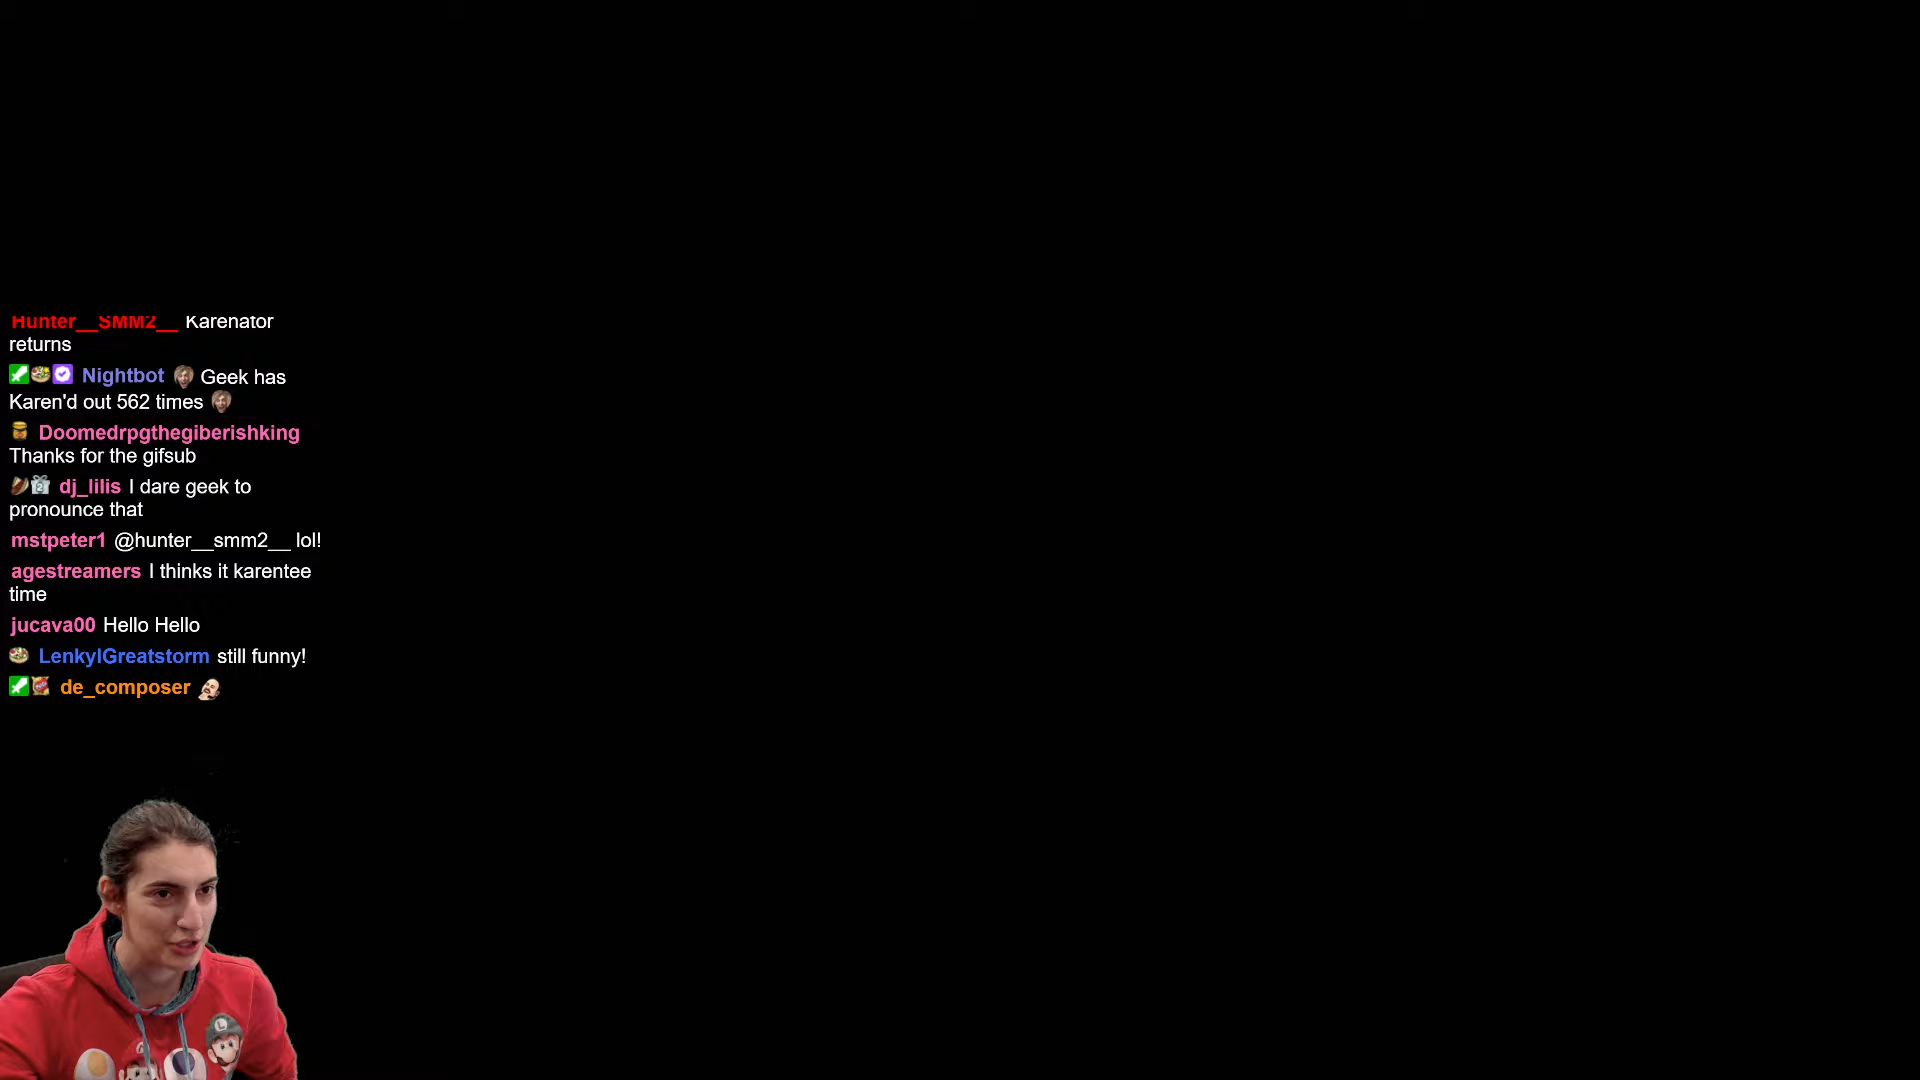 Hunter__SMM2__ Karenator
returns
Nightbot Geek has
Karen'd out 562 times
Doomedrpgthegiberishking
Thanks for the gifsub
2 dj_lilis I dare geek to
pronounce that
mstpeter1 @hunter__smm2__ lol!
agestreamers I thinks it karentee
time
jucava00 Hello Hello
LenkylGreatstorm still funny!
de_composer
L